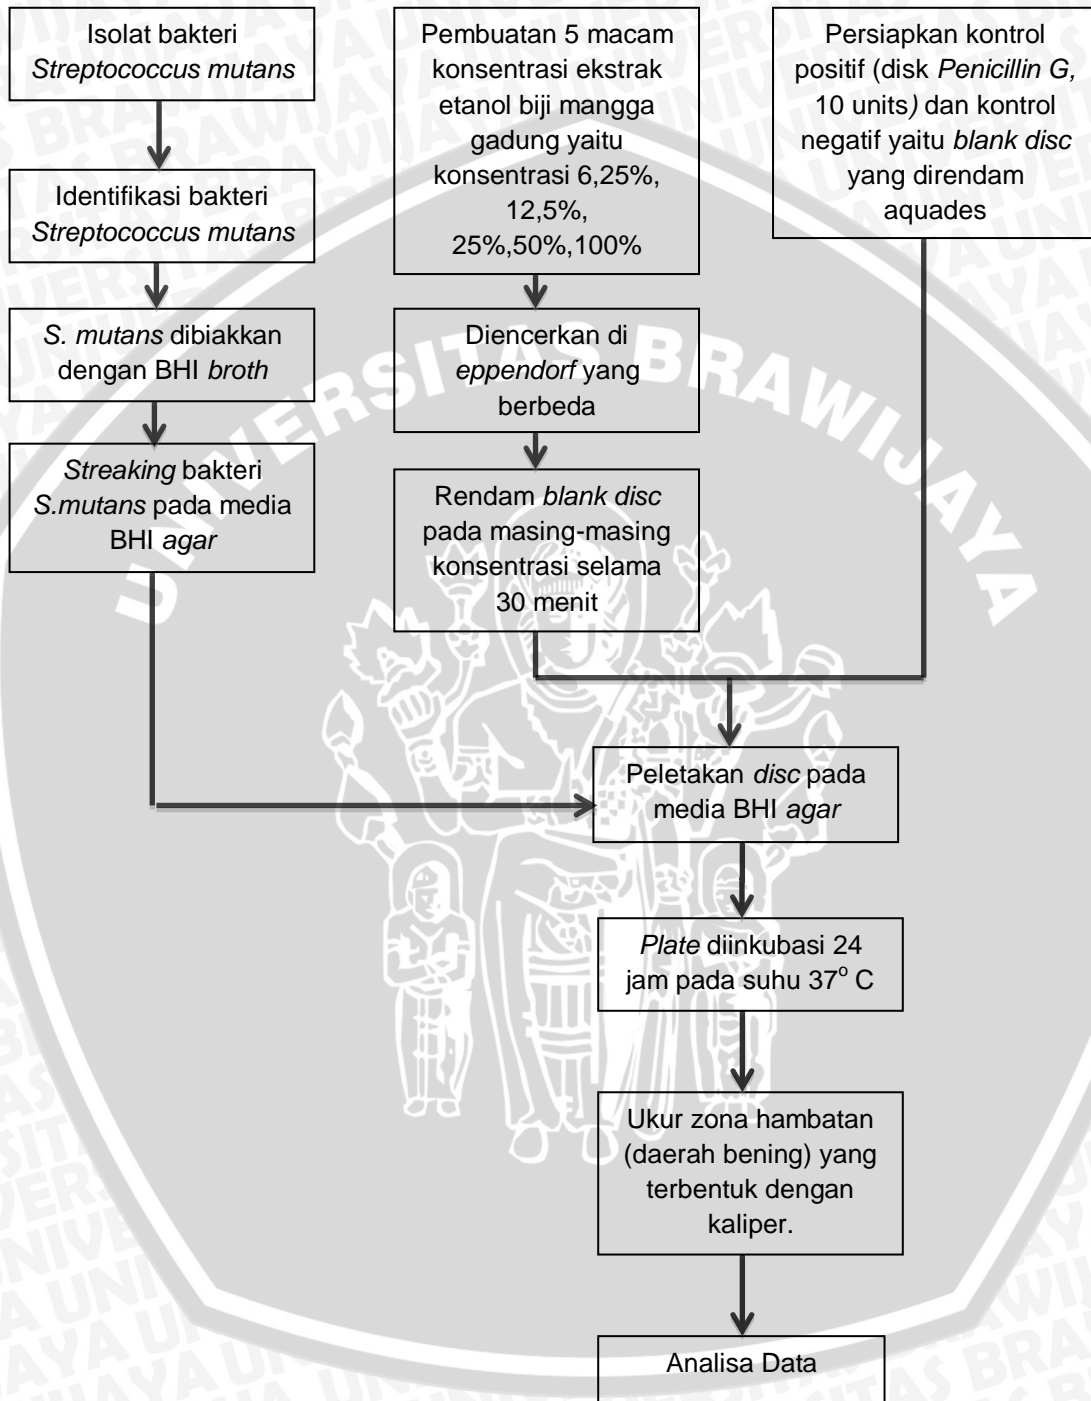 Isolat bakteri
Streptococcus mutans
Identifikasi bakteri
Streptococcus mutans
S. mutans dibiakkan
dengan BHI broth
Streaking bakteri
S.mutans pada media
BHI agar
Pembuatan 5 macam
konsentrasi ekstrak
etanol biji mangga
gadung yaitu
konsentrasi 6,25%,
12,5%,
25%,50%,100%
Diencerkan di
eppendorf yang
berbeda
Rendam blank disc
pada masing-masing
konsentrasi selama
30 menit
Persiapkan kontrol
positif (disk Penicillin G,
10 units) dan kontrol
negatif yaitu blank disc
yang direndam
aquades
Peletakan disc pada
media BHI agar
Plate diinkubasi 24
jam pada suhu 37o C
Ukur zona hambatan
(daerah bening) yang
terbentuk dengan
kaliper.
Analisa Data
UNIVERSITAS BRAWIJAYA